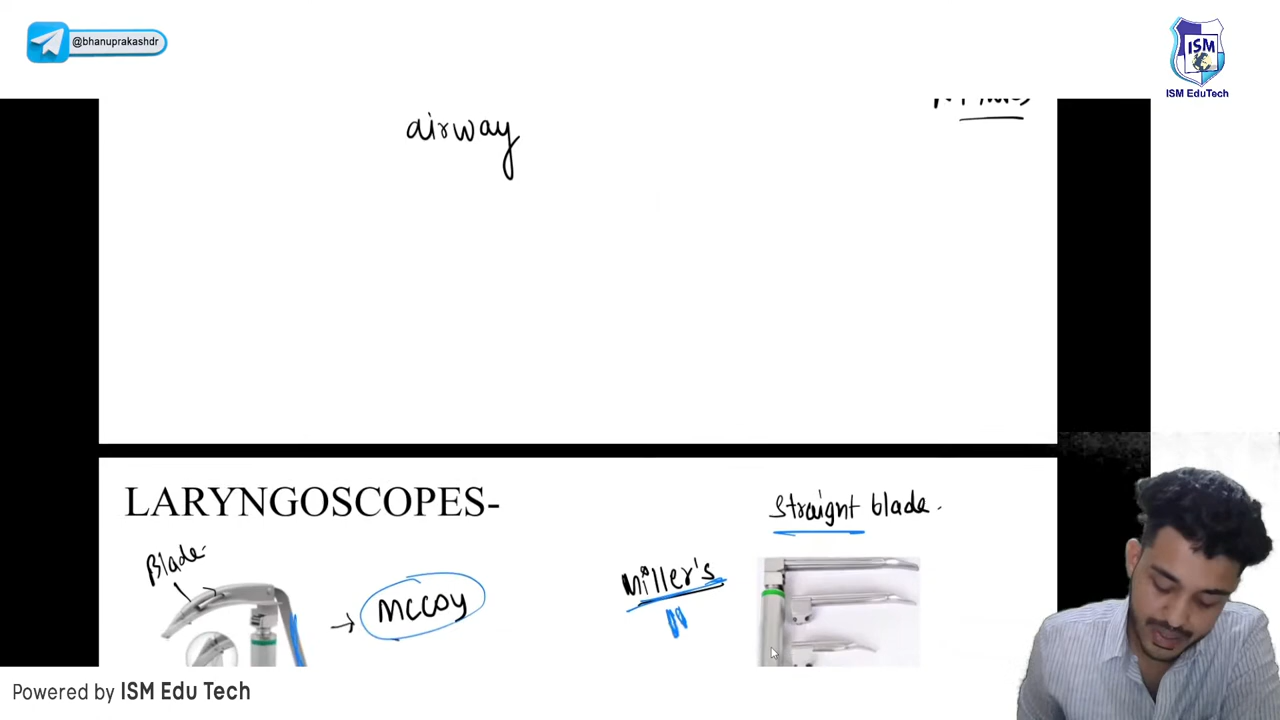 @bhanuprakashdr
ISM
ISM EduTech
airway
LARYNGOSCOPES-
Straight blade.
Blade
Miller's
→ McCoy
Powered by ISM Edu Tech